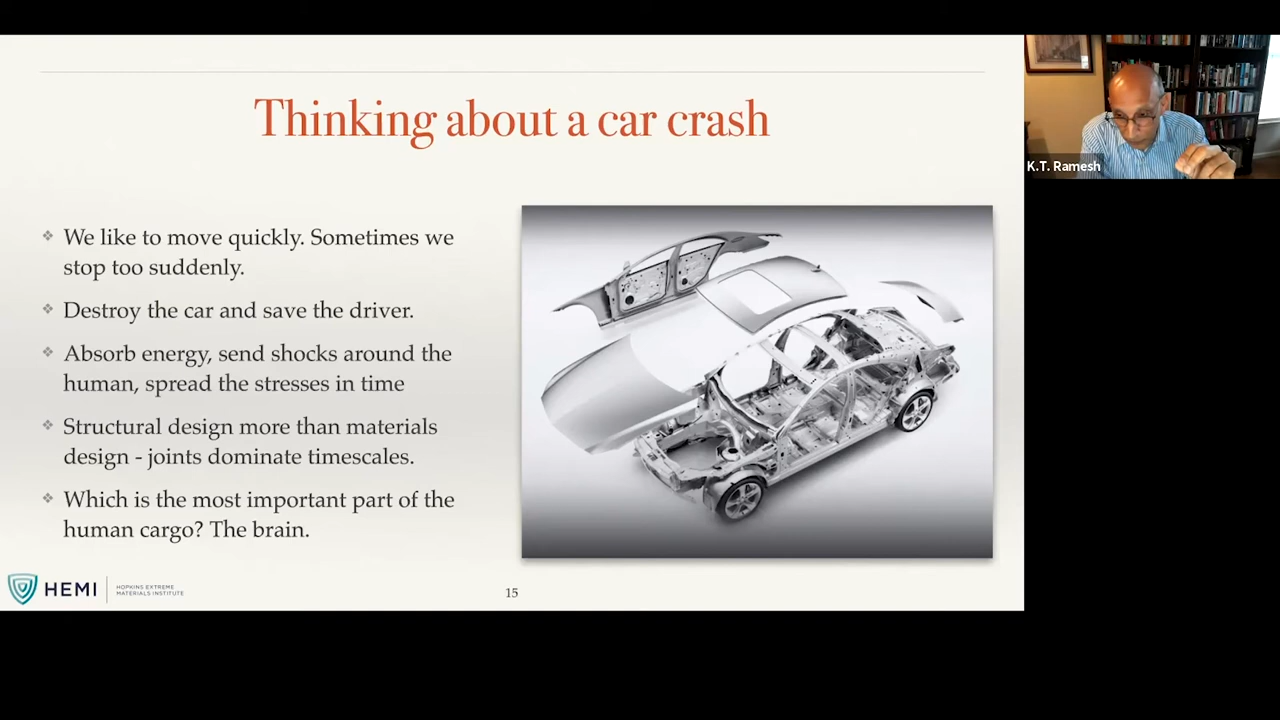 Thinking about a car crash
K.T. Ramesh
❖ We like to move quickly. Sometimes we
stop too suddenly.
❖ Destroy the car and save the driver.
❖ Absorb energy, send shocks around the
human, spread the stresses in time
❖ Structural design more than materials
design - joints dominate timescales.
❖ Which is the most important part of the
human cargo? The brain.
HEMI
HOPKINS EXTREME
MATERIALS INSTITUTE
15